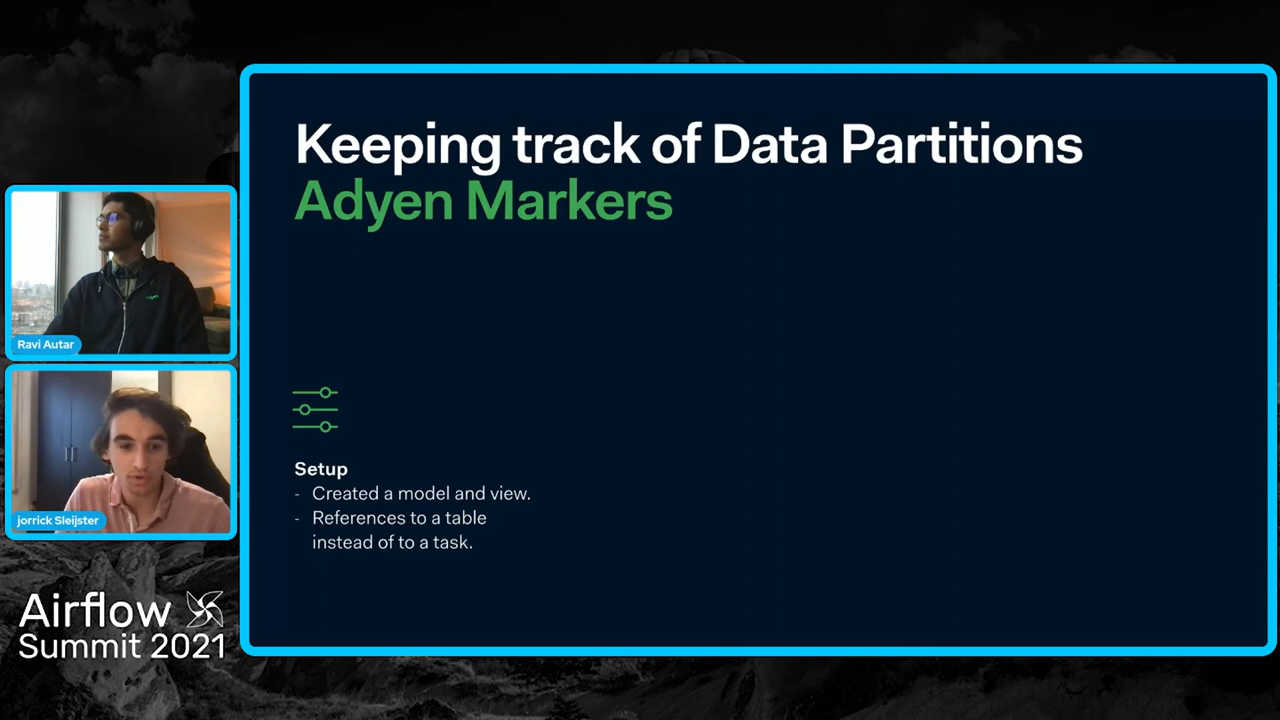 Keeping track of Data Partitions
Adyen Markers
Setup
- Created a model and view.
- References to a table
instead of to a task.
Ravi Autar
jorrick Sleijster
Airflow
Summit 2021